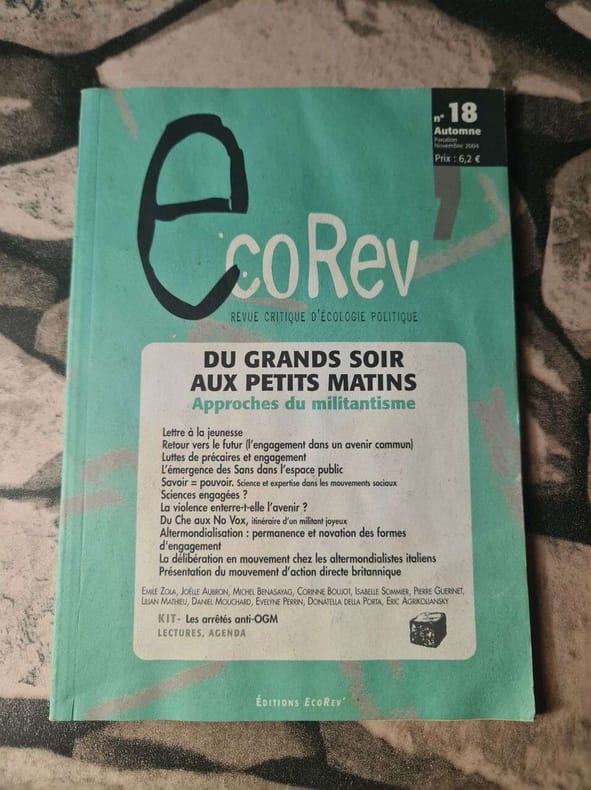 n° 18
Automne
Parution
Novembre 2004
Prix : 6,2 €
ecoRev'
REVUE CRITIQUE D'ÉCOLOGIE POLITIQUE
DU GRANDS SOIR
AUX PETITS MATINS
Approches du militantisme
Lettre à la jeunesse
Retour vers le futur (l'engagement dans un avenir commun)
Luttes de précaires et engagement
L'émergence des Sans dans l'espace public
Savoir = pouvoir. Science et expertise dans les mouvements sociaux
Sciences engagées ?
La violence enterre-t-elle l'avenir ?
Du Che aux No Vox, itinéraire d'un militant joyeux
Altermondialisation : permanence et novation des formes
d'engagement
La délibération en mouvement chez les altermondialistes italiens
Présentation du mouvement d'action directe britannique
Emile Zola, Joëlle Aubron, Michel Benasayag, Corinne Boujot, Isabelle Sommier, Pierre Guerinet,
Lilian Mathieu, Daniel Mouchard, Evelyne Perrin, Donatella della Porta, Eric Agrikoliansky
KIT- Les arrêtés anti-OGM
LECTURES, AGENDA
Éditions EcoRev'